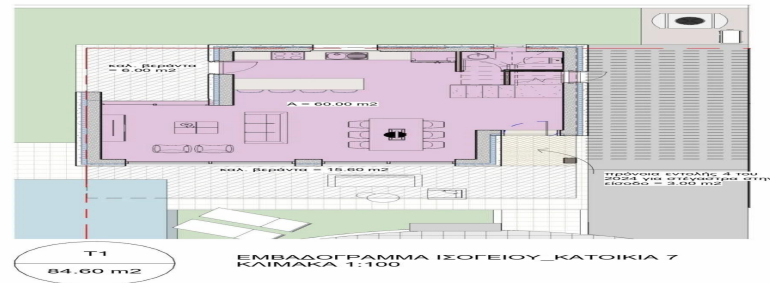 καλ. βεράντα
= 6.00 m2
A = 60.00 m2
καλ. βεράντα = 15.60 m2
πρόνοια εντολής 4 του
2024 για στέγαστρα στην
είσοδο = 3.00 m2
T1
84.60 m2
ΕΜΒΑΔΟΓΡΑΜΜΑ ΙΣΟΓΕΙΟΥ_ΚΑΤΟΙΚΙΑ 7
ΚΛΙΜΑΚΑ 1:100